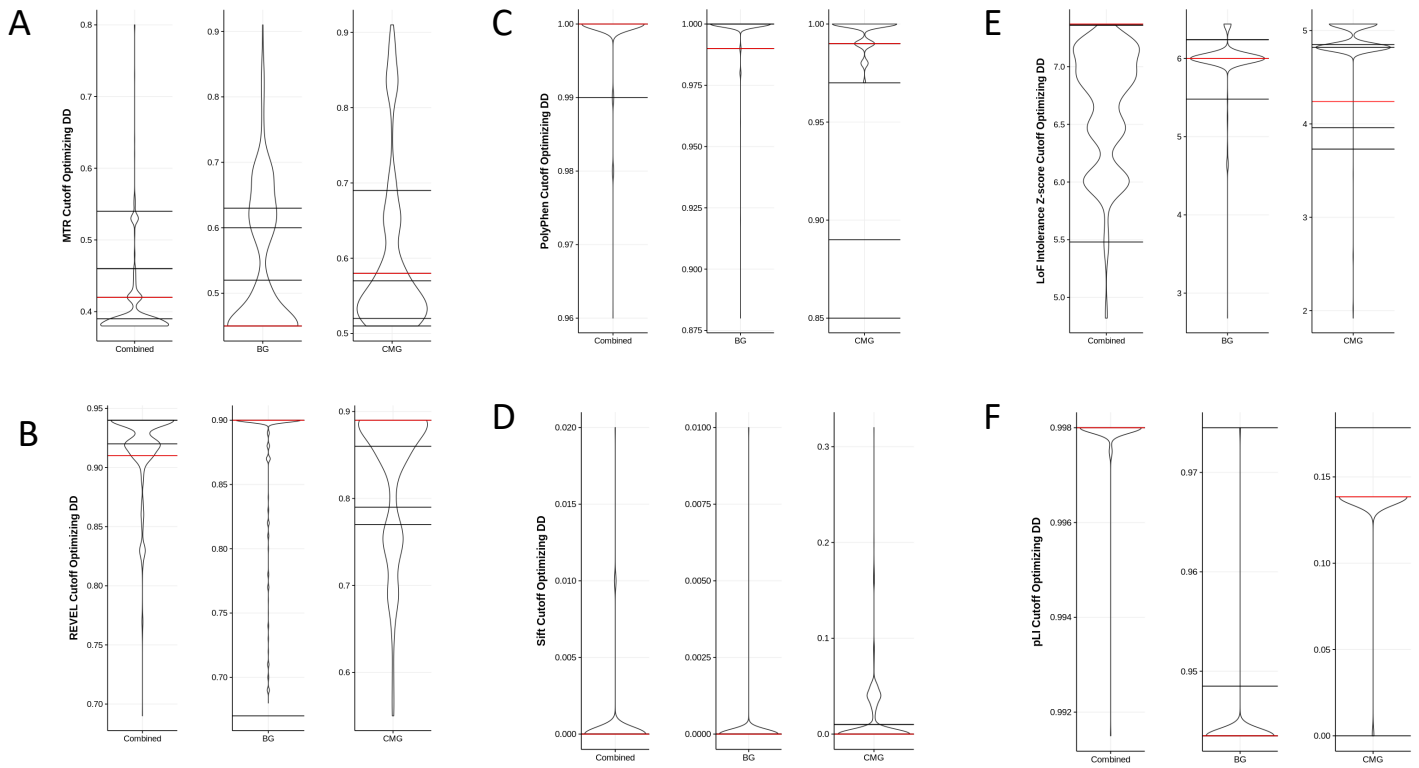 A
MTR Cutoff Optimizing DD
0.8
0.7
0.6
0.5
0.4
Combined
0.9
0.8
0.7
0.6
0.5
BG
0.9
0.8
0.7
0.6
0.5
CMG
C
PolyPhen Cutoff Optimizing DD
1.00
0.99
0.98
0.97
0.96
Combined
1.000
0.975
0.950
0.925
0.900
0.875
BG
1.00
0.95
0.90
0.85
CMG
E
LoF Intolerance Z-score Cutoff Optimizing DD
7.0
6.5
6.0
5.5
5.0
Combined
6
5
4
3
BG
5
4
3
2
CMG
B
REVEL Cutoff Optimizing DD
0.95
0.90
0.85
0.80
0.75
0.70
Combined
0.90
0.85
0.80
0.75
0.70
BG
0.9
0.8
0.7
0.6
CMG
D
Sift Cutoff Optimizing DD
0.020
0.015
0.010
0.005
0.000
Combined
0.0100
0.0075
0.0050
0.0025
0.0000
BG
0.3
0.2
0.1
0.0
CMG
F
pLI Cutoff Optimizing DD
0.998
0.996
0.994
0.992
Combined
0.97
0.96
0.95
BG
0.15
0.10
0.05
0.00
CMG